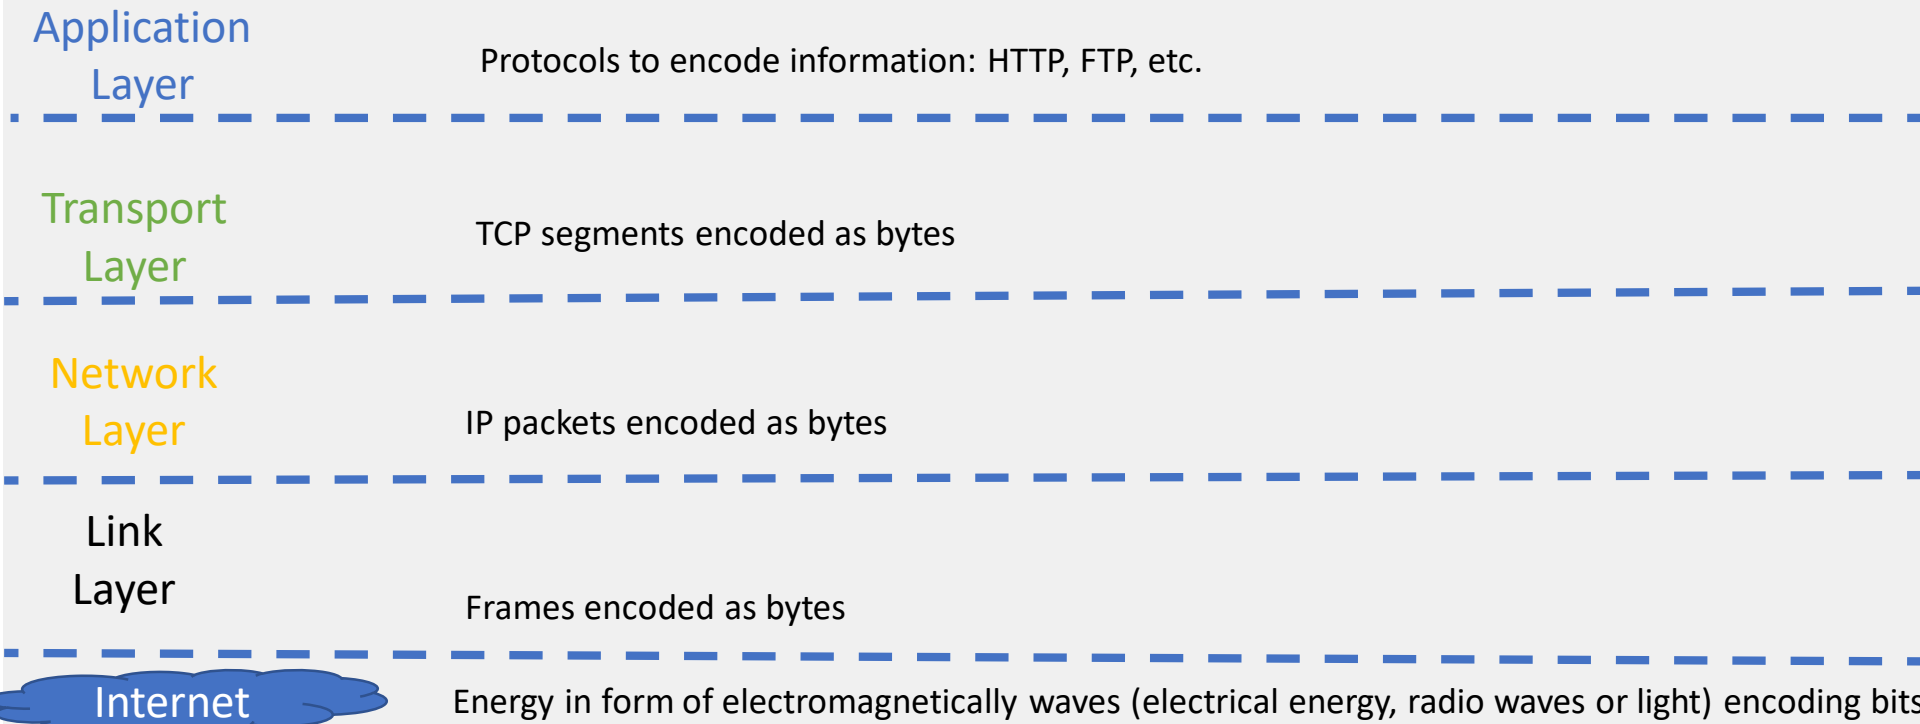 Application
Layer
Protocols to encode information: HTTP, FTP, etc.
Transport
Layer
TCP segments encoded as bytes
Network
Layer
IP packets encoded as bytes
Link
Layer
Frames encoded as bytes
Internet
Energy in form of electromagnetically waves (electrical energy, radio waves or light) encoding bits